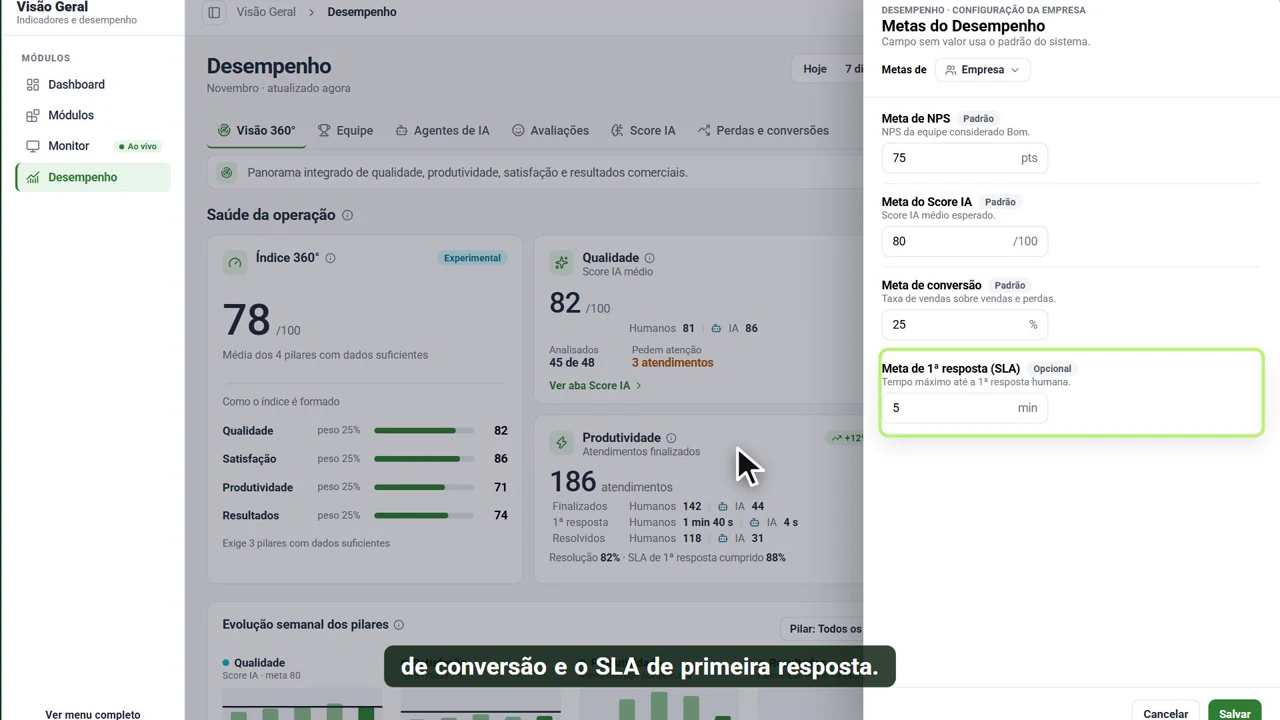 Visão Geral
Indicadores e desempenho
MÓDULOS
Dashboard
Módulos
Monitor
Ao vivo
Desempenho
Ver menu completo
Visão Geral
Desempenho
Desempenho
Novembro · atualizado agora
Hoje
Visão 360°
Equipe
Agentes de IA
Avaliações
Score IA
Perdas e conversões
Panorama integrado de qualidade, produtividade, satisfação e resultados comerciais.
Saúde da operação
Índice 360°
Experimental
78 /100
Média dos 4 pilares com dados suficientes
Como o índice é formado
Qualidade peso 25% 82
Satisfação peso 25% 86
Produtividade peso 25% 71
Resultados peso 25% 74
Exige 3 pilares com dados suficientes
Qualidade
Score IA médio
82 /100
Humanos 81 IA 86
Analisados Pedem atenção
45 de 48 3 atendimentos
Ver aba Score IA
Produtividade
+12%
Atendimentos finalizados
186 atendimentos
Finalizados Humanos 142 IA 44
1ª resposta Humanos 1 min 40 s IA 4 s
Resolvidos Humanos 118 IA 31
Resolução 82% · SLA de 1ª resposta cumprido 88%
Evolução semanal dos pilares
Pilar: Todos os
Qualidade
Score IA · meta 80
de conversão e o SLA de primeira resposta.
DESEMPENHO · CONFIGURAÇÃO DA EMPRESA
Metas do Desempenho
Campo sem valor usa o padrão do sistema.
Metas de Empresa
Meta de NPS Padrão
NPS da equipe considerado Bom.
75 pts
Meta do Score IA Padrão
Score IA médio esperado.
80 /100
Meta de conversão Padrão
Taxa de vendas sobre vendas e perdas.
25 %
Meta de 1ª resposta (SLA) Opcional
Tempo máximo até a 1ª resposta humana.
5 min
Cancelar
Salvar